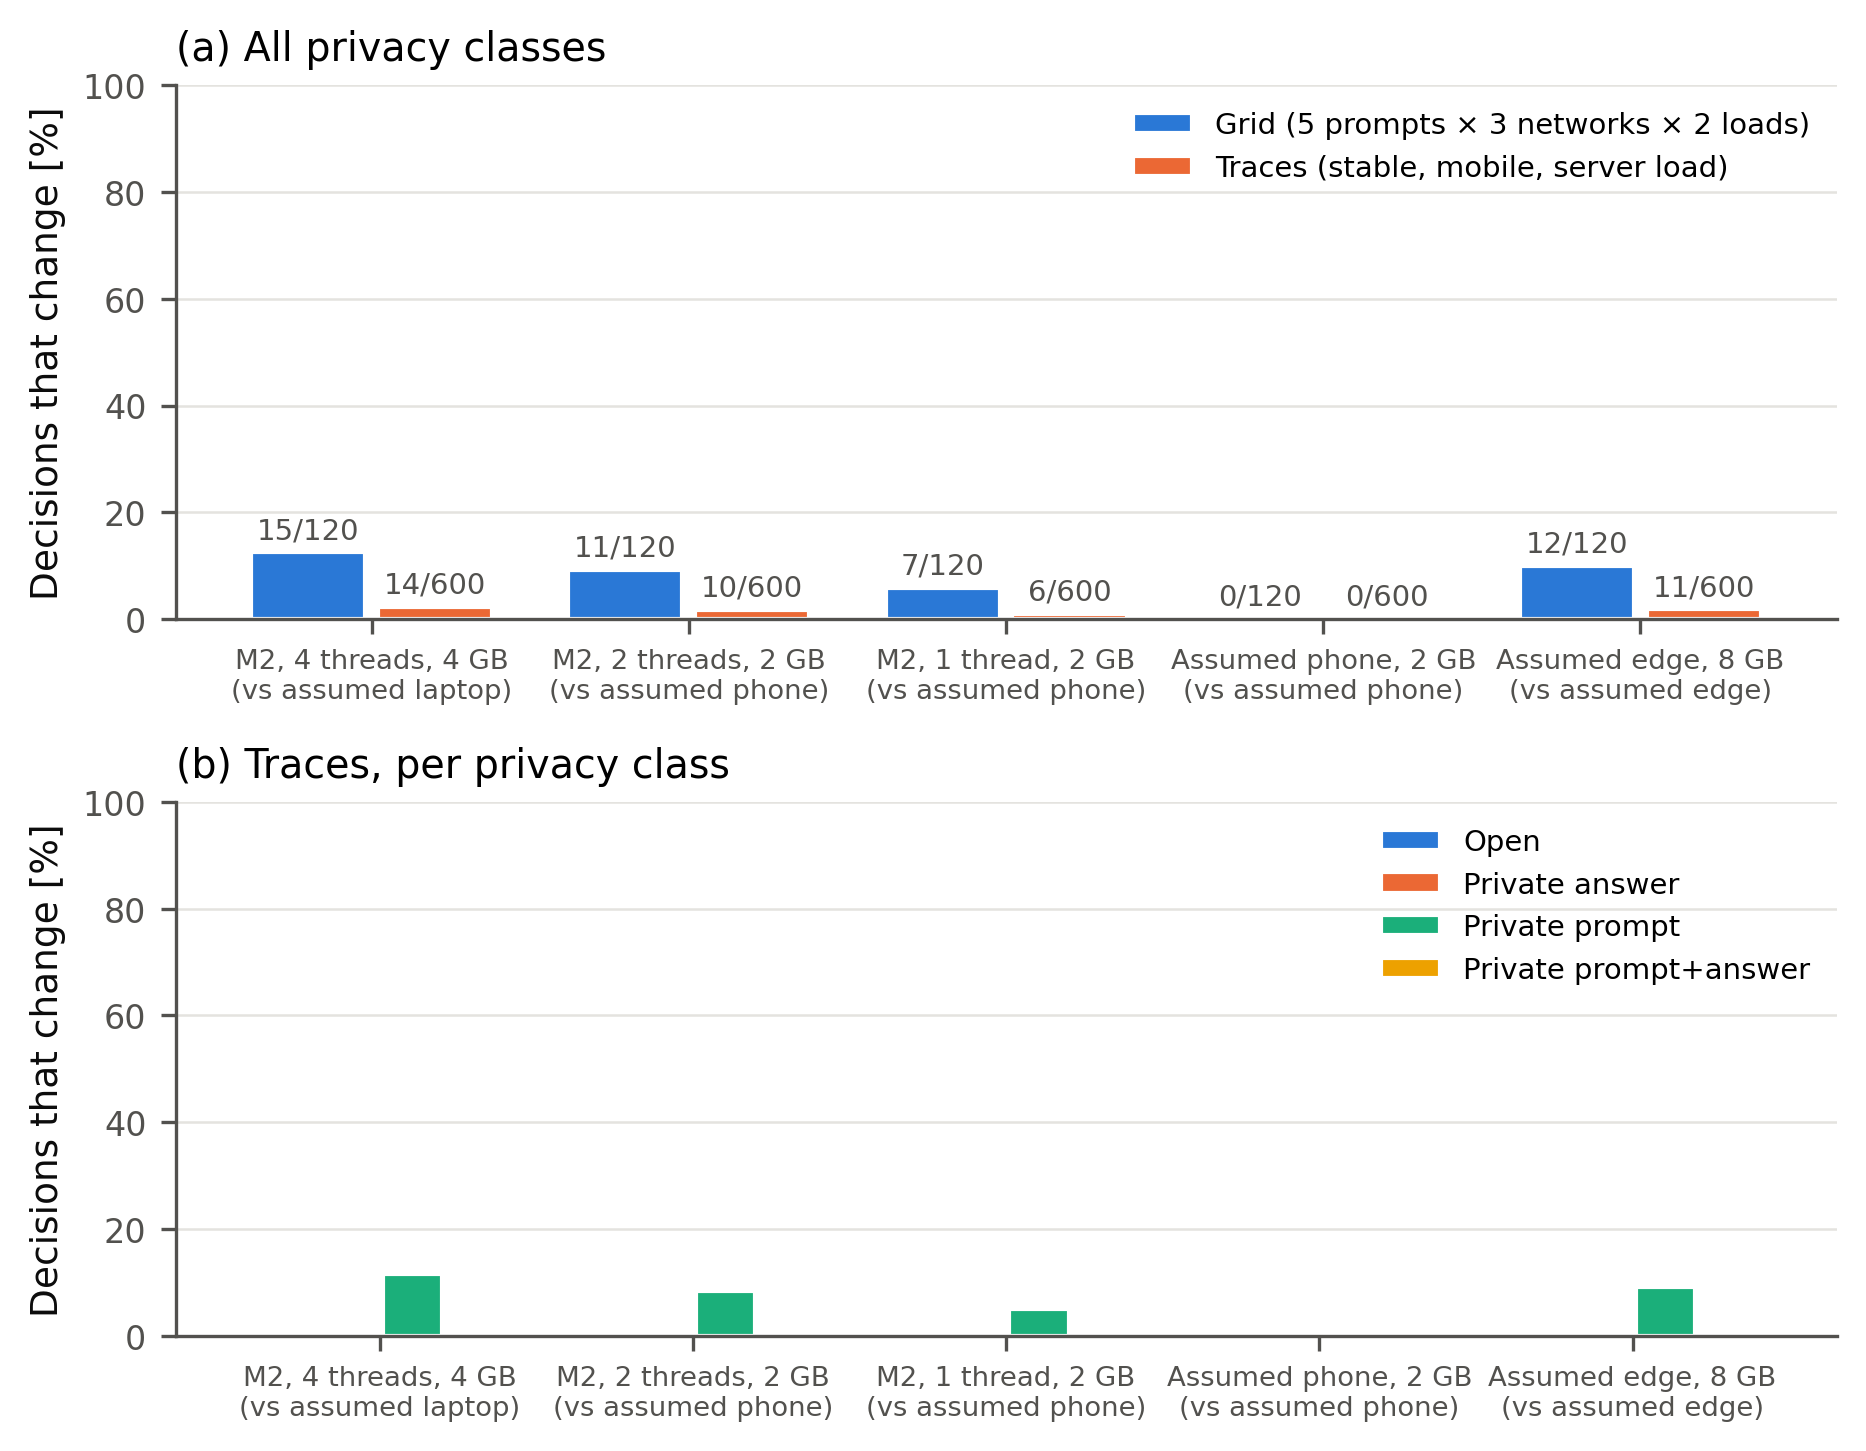 (a) All privacy classes
Decisions that change [%]
100
80
60
40
20
0
Grid (5 prompts × 3 networks × 2 loads)
Traces (stable, mobile, server load)
15/120
14/600
11/120
10/600
7/120
6/600
0/120
0/600
12/120
11/600
M2, 4 threads, 4 GB
(vs assumed laptop)
M2, 2 threads, 2 GB
(vs assumed phone)
M2, 1 thread, 2 GB
(vs assumed phone)
Assumed phone, 2 GB
(vs assumed phone)
Assumed edge, 8 GB
(vs assumed edge)
(b) Traces, per privacy class
Decisions that change [%]
100
80
60
40
20
0
Open
Private answer
Private prompt
Private prompt+answer
M2, 4 threads, 4 GB
(vs assumed laptop)
M2, 2 threads, 2 GB
(vs assumed phone)
M2, 1 thread, 2 GB
(vs assumed phone)
Assumed phone, 2 GB
(vs assumed phone)
Assumed edge, 8 GB
(vs assumed edge)